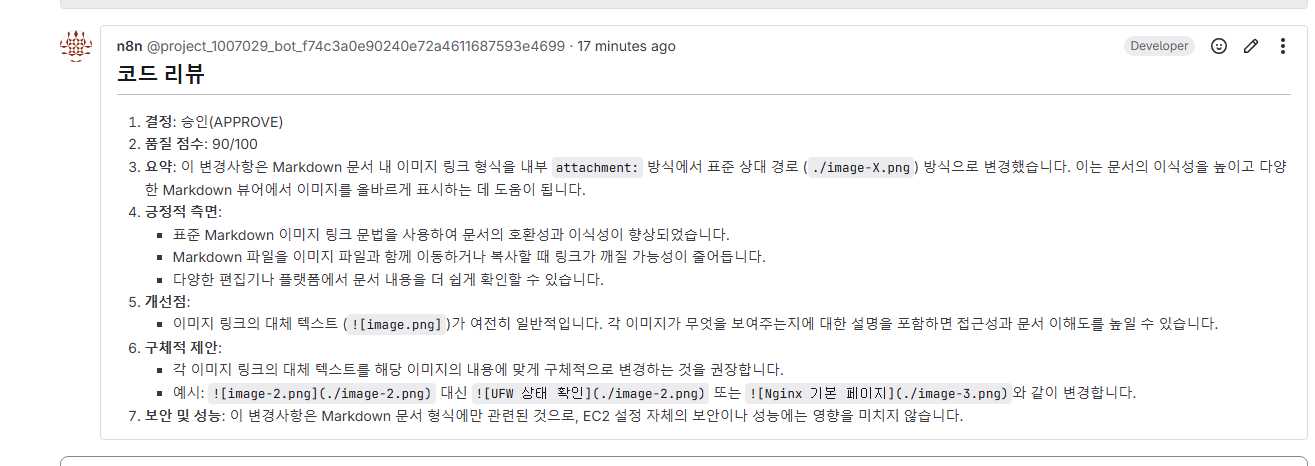 n8n @project_1007029_bot_f74c3a0e90240e72a4611687593e4699 · 17 minutes ago
Developer
코드 리뷰
1. 결정: 승인(APPROVE)
2. 품질 점수: 90/100
3. 요약: 이 변경사항은 Markdown 문서 내 이미지 링크 형식을 내부 attachment: 방식에서 표준 상대 경로 (./image-X.png) 방식으로 변경했습니다. 이는 문서의 이식성을 높이고 다양
한 Markdown 뷰어에서 이미지를 올바르게 표시하는 데 도움이 됩니다.
4. 긍정적 측면:
▪ 표준 Markdown 이미지 링크 문법을 사용하여 문서의 호환성과 이식성이 향상되었습니다.
▪ Markdown 파일을 이미지 파일과 함께 이동하거나 복사할 때 링크가 깨질 가능성이 줄어듭니다.
▪ 다양한 편집기나 플랫폼에서 문서 내용을 더 쉽게 확인할 수 있습니다.
5. 개선점:
▪ 이미지 링크의 대체 텍스트 (![image.png])가 여전히 일반적입니다. 각 이미지가 무엇을 보여주는지에 대한 설명을 포함하면 접근성과 문서 이해도를 높일 수 있습니다.
6. 구체적 제안:
▪ 각 이미지 링크의 대체 텍스트를 해당 이미지의 내용에 맞게 구체적으로 변경하는 것을 권장합니다.
▪ 예시: ![image-2.png](./image-2.png) 대신 ![UFW 상태 확인](./image-2.png) 또는 ![Nginx 기본 페이지](./image-3.png)와 같이 변경합니다.
7. 보안 및 성능: 이 변경사항은 Markdown 문서 형식에만 관련된 것으로, EC2 설정 자체의 보안이나 성능에는 영향을 미치지 않습니다.